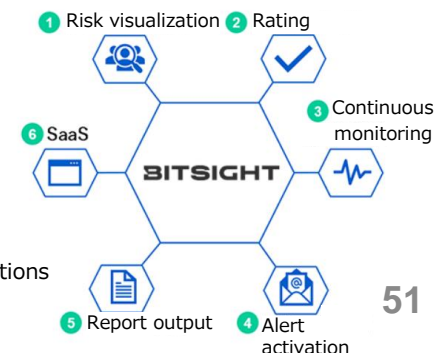 1 Risk visualization
2 Rating
3 Continuous
monitoring
6 SaaS
BITSIGHT
tions
5 Report output
4 Alert
activation
51